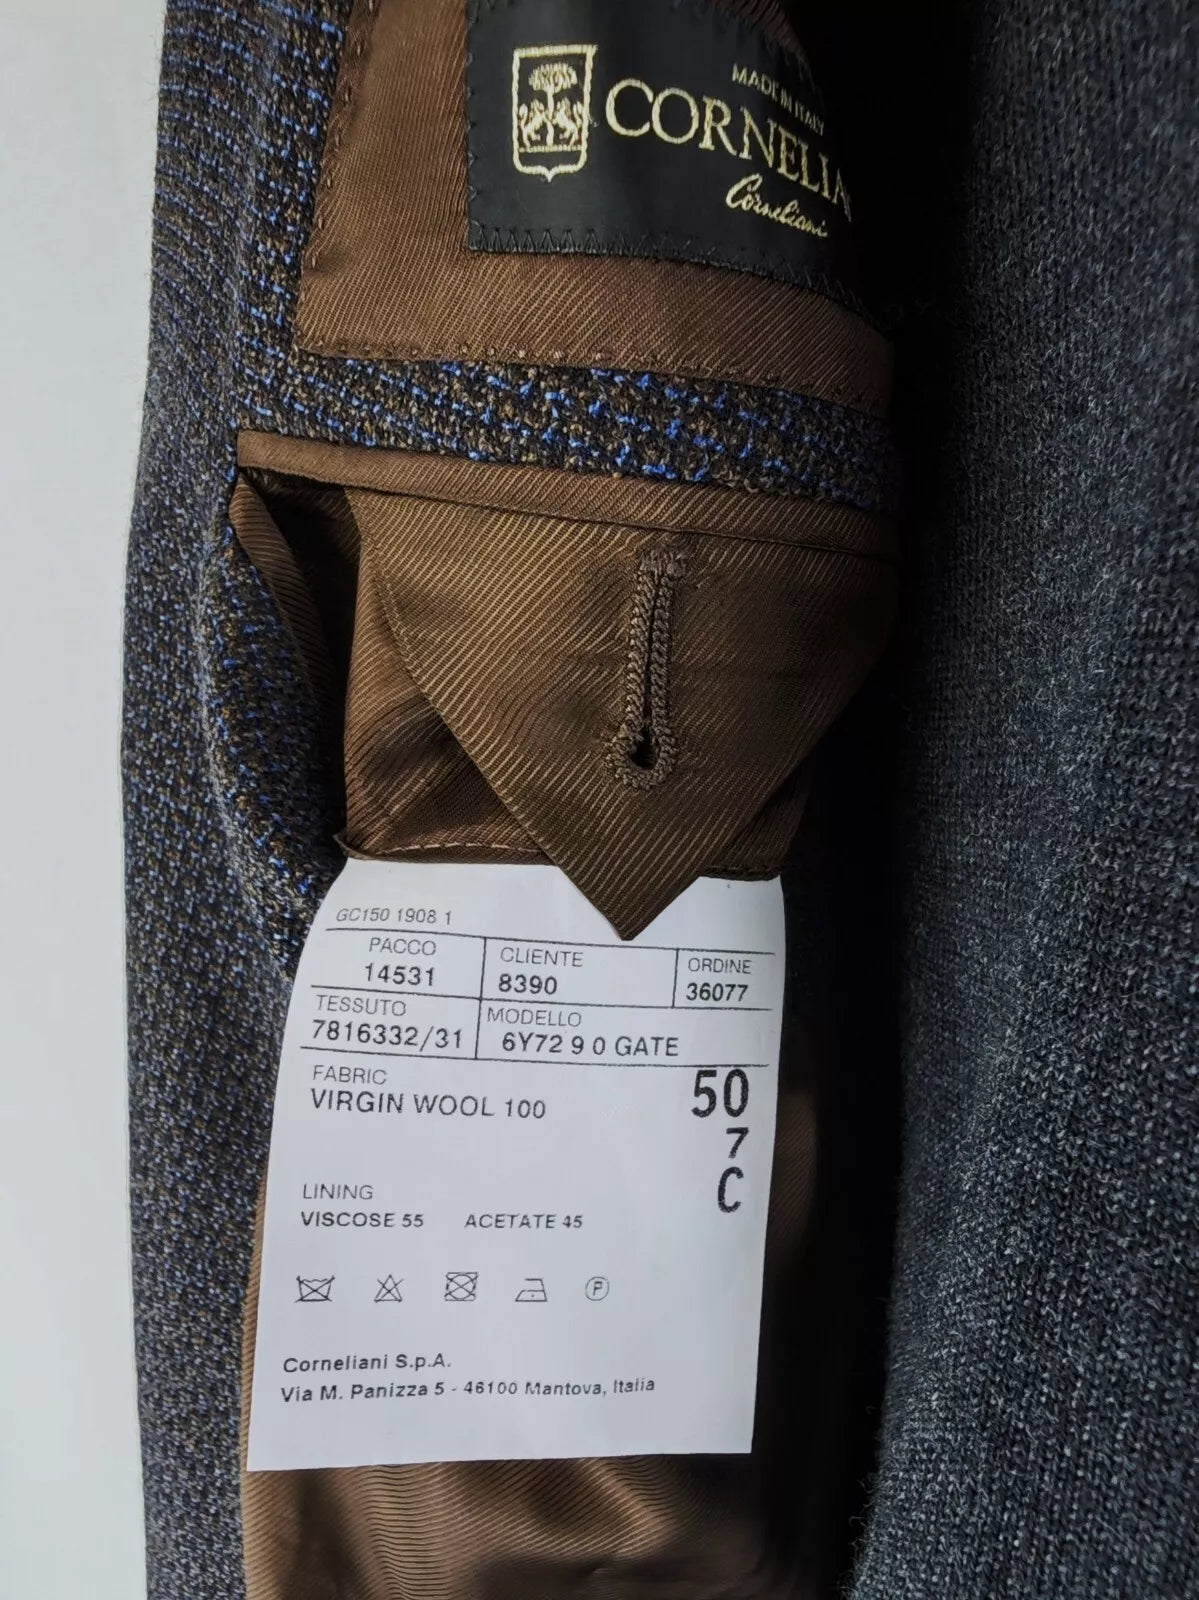 MADE IN ITALY
CORNELIA
Corneliani
GC150 1908 1
PACCO CLIENTE ORDINE
14531 8390 36077
TESSUTO MODELLO
7816332/31 6Y72 9 0 GATE
FABRIC
VIRGIN WOOL 100
50
7
C
LINING
VISCOSE 55 ACETATE 45
P
Corneliani S.p.A.
Via M. Panizza 5 - 46100 Mantova, Italia